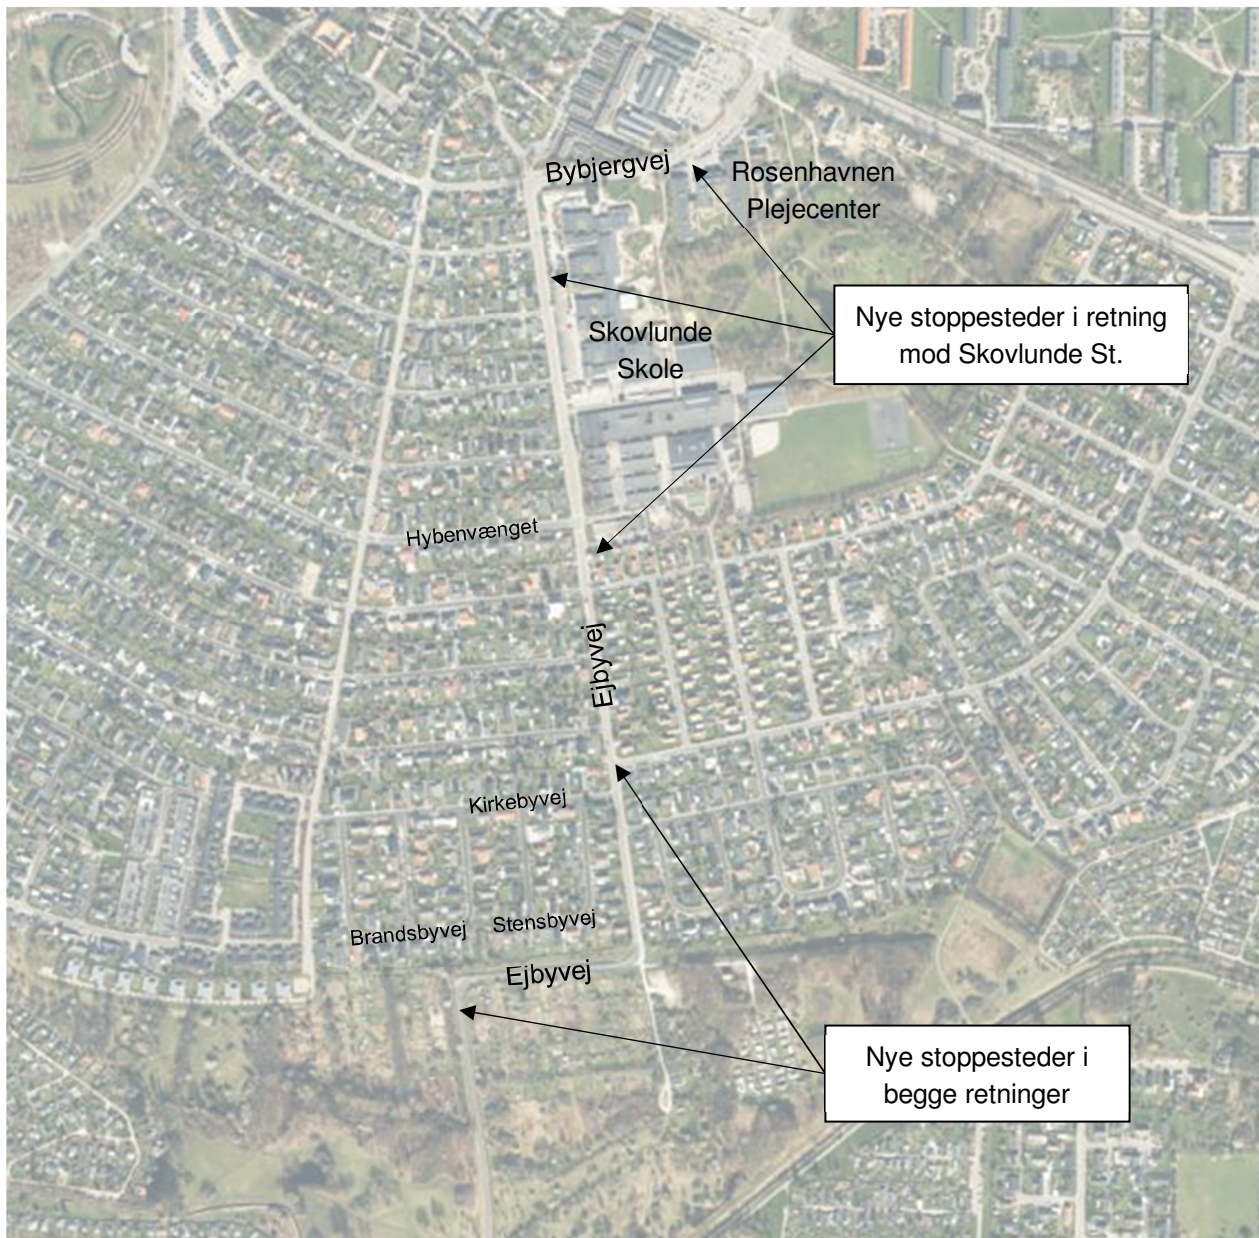 Bybjergvej
Rosenhavnen
Plejecenter
Nye stoppesteder i retning
mod Skovlunde St.
Skovlunde
Skole
Hybenvænget
Ejbyvej
Kirkebyvej
Stensbyvej
Brandsbyvej
Ejbyvej
Nye stoppesteder i
begge retninger